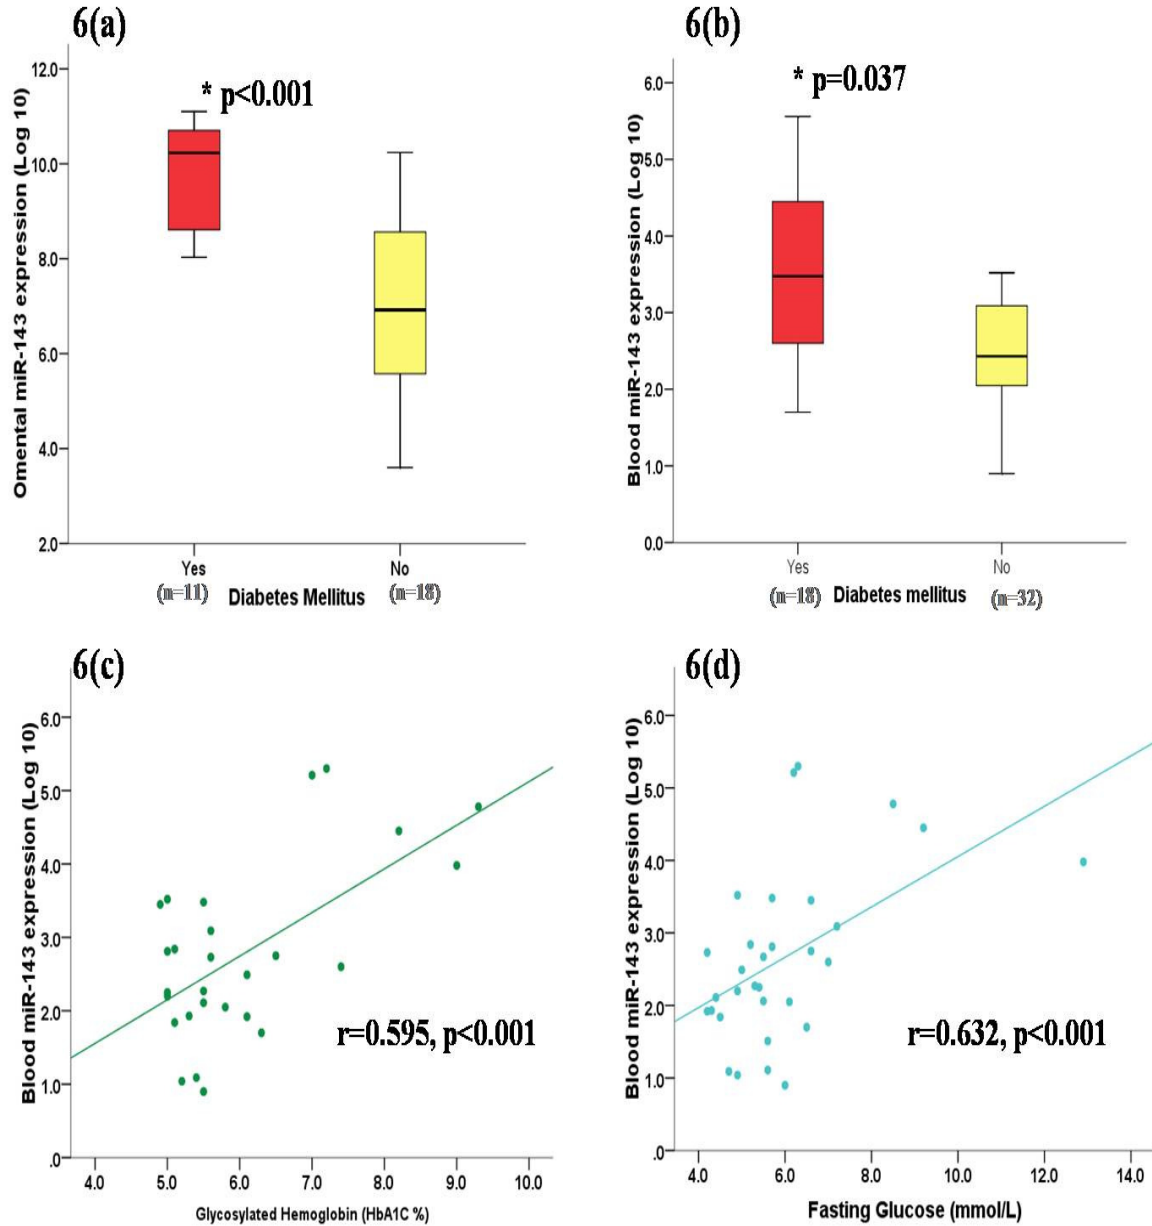 6(a)
* p<0.001
Omental miR-143 expression (Log 10)
12.0
10.0
8.0
6.0
4.0
2.0
Yes
No
(n=11)
Diabetes Mellitus
(n=18)
6(b)
* p=0.037
Blood miR-143 expression (Log 10)
6.0
5.0
4.0
3.0
2.0
1.0
0.0
Yes
No
(n=18)
Diabetes mellitus
(n=32)
6(c)
Blood miR-143 expression (Log 10)
6.0
5.0
4.0
3.0
2.0
1.0
.0
r=0.595, p<0.001
4.0 5.0 6.0 7.0 8.0 9.0 10.0
Glycosylated Hemoglobin (HbA1C %)
6(d)
Blood miR-143 expression (Log 10)
6.0
5.0
4.0
3.0
2.0
1.0
.0
r=0.632, p<0.001
4.0 6.0 8.0 10.0 12.0 14.0
Fasting Glucose (mmol/L)